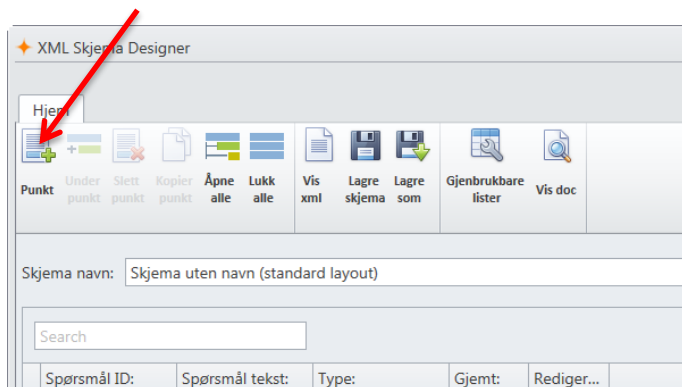 XML Skjema Designer
Hjem
Punkt Under punkt Slett punkt Kopier punkt Åpne alle Lukk alle Vis xml Lagre skjema Lagre som Gjenbrukbare lister Vis doc
Skjema navn: Skjema uten navn (standard layout)
Search
Spørsmål ID: Spørsmål tekst: Type: Gjemt: Rediger...